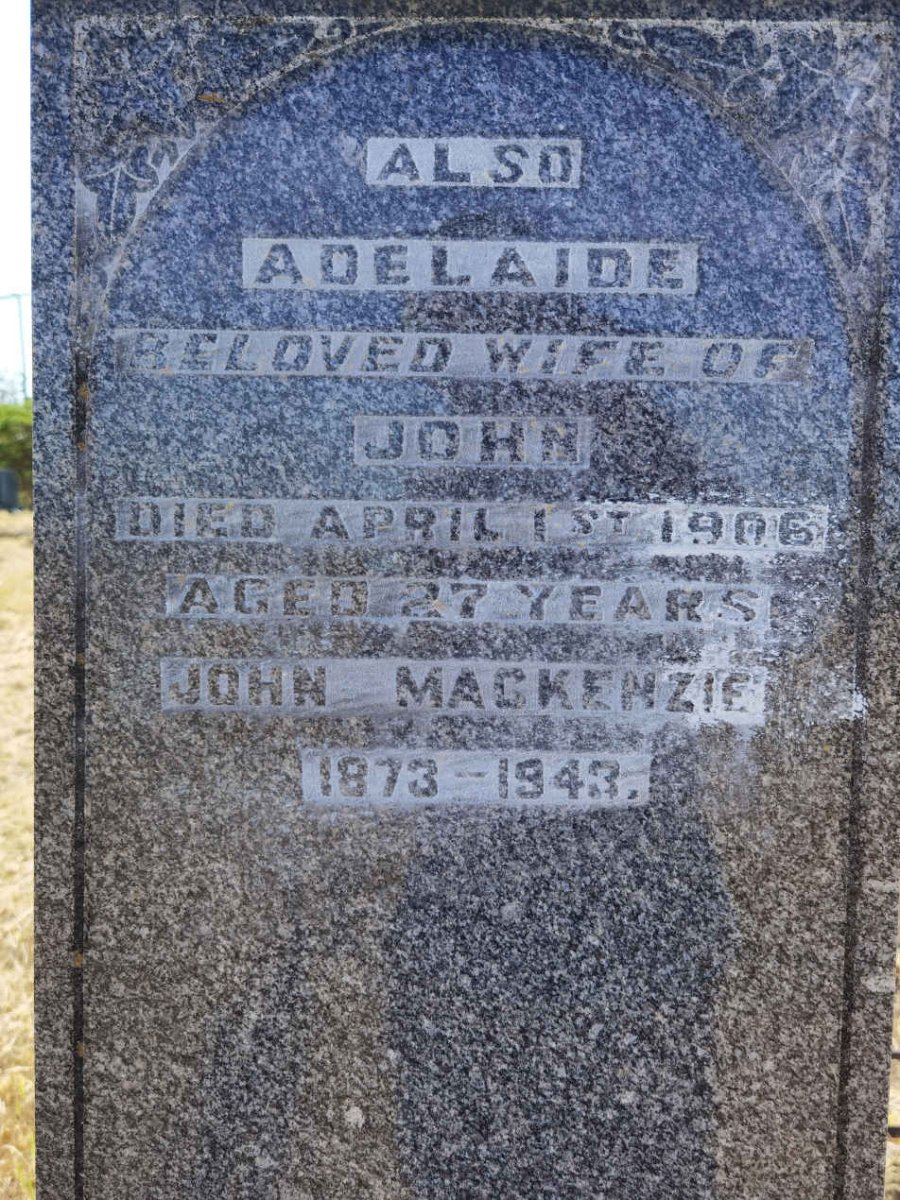 ALSO
ADELAIDE
BELOVED WIFE OF
JOHN
DIED APRIL 1ST 1906
AGED 27 YEARS
JOHN MACKENZIE
1873-1943.